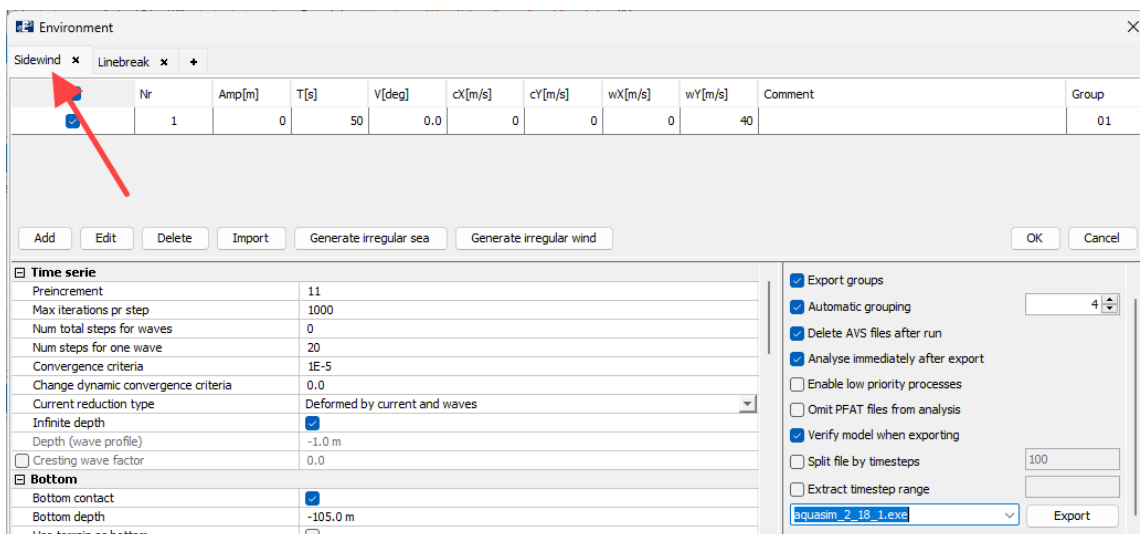 Environment
Sidewind × Linebreak × +
Nr Amp[m] T[s] V[deg] cX[m/s] cY[m/s] wX[m/s] wY[m/s] Comment Group
1 0 50 0.0 0 0 0 40 01
Add Edit Delete Import Generate irregular sea Generate irregular wind OK Cancel
Time serie
Preincrement 11
Max iterations pr step 1000
Num total steps for waves 0
Num steps for one wave 20
Convergence criteria 1E-5
Change dynamic convergence criteria 0.0
Current reduction type Deformed by current and waves
Infinite depth
Depth (wave profile) -1.0 m
Cresting wave factor 0.0
Bottom
Bottom contact
Bottom depth -105.0 m
Use terrain as bottom
Export groups
Automatic grouping 4
Delete AVS files after run
Analyse immediately after export
Enable low priority processes
Omit PFAT files from analysis
Verify model when exporting
Split file by timesteps 100
Extract timestep range
aquasim_2_18_1.exe Export